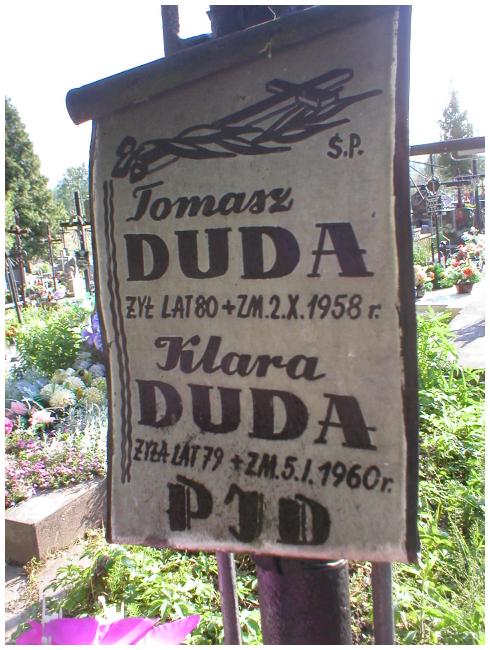 Ś.P.
Tomasz
DUDA
ŻYŁ LAT 80 + ZM. 2. X. 1958 r.
Klara
DUDA
ŻYŁA LAT 79 + ZM. 5. I. 1960 r.
PJD